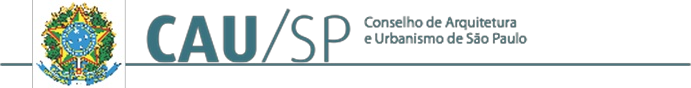 CAU/SP
Conselho de Arquitetura
e Urbanismo de São Paulo